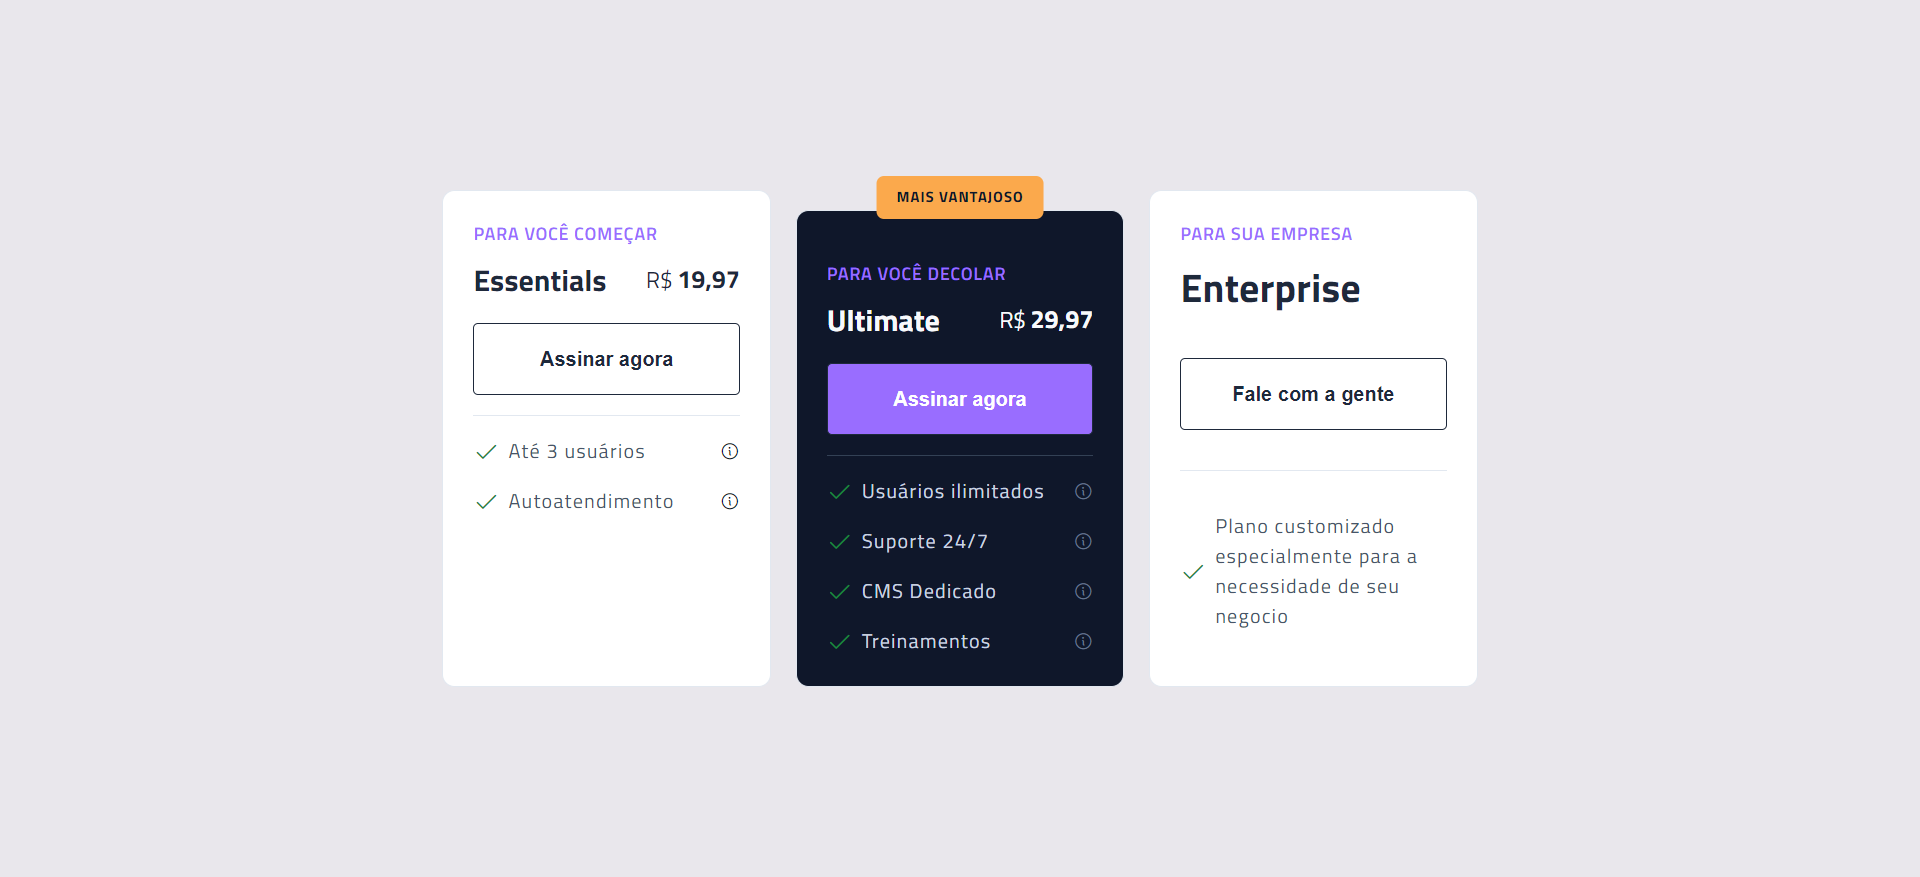 PARA VOCÊ COMEÇAR
Essentials R$ 19,97
Assinar agora
Até 3 usuários
Autoatendimento
MAIS VANTAJOSO
PARA VOCÊ DECOLAR
Ultimate R$ 29,97
Assinar agora
Usuários ilimitados
Suporte 24/7
CMS Dedicado
Treinamentos
PARA SUA EMPRESA
Enterprise
Fale com a gente
Plano customizado
especialmente para a
necessidade de seu
negocio